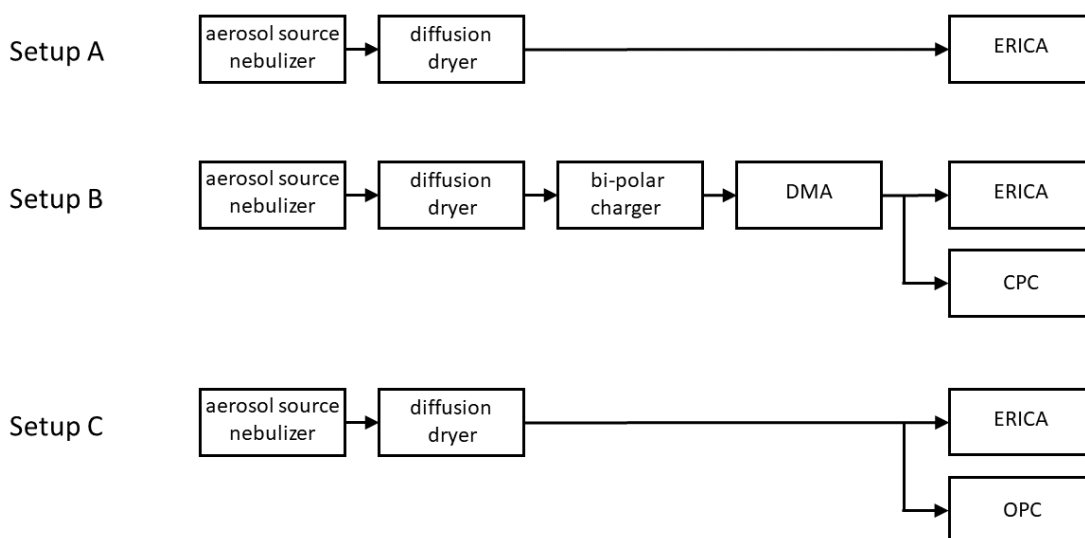 Setup A
aerosol source
nebulizer
diffusion
dryer
ERICA
Setup B
aerosol source
nebulizer
diffusion
dryer
bi-polar
charger
DMA
ERICA
CPC
Setup C
aerosol source
nebulizer
diffusion
dryer
ERICA
OPC